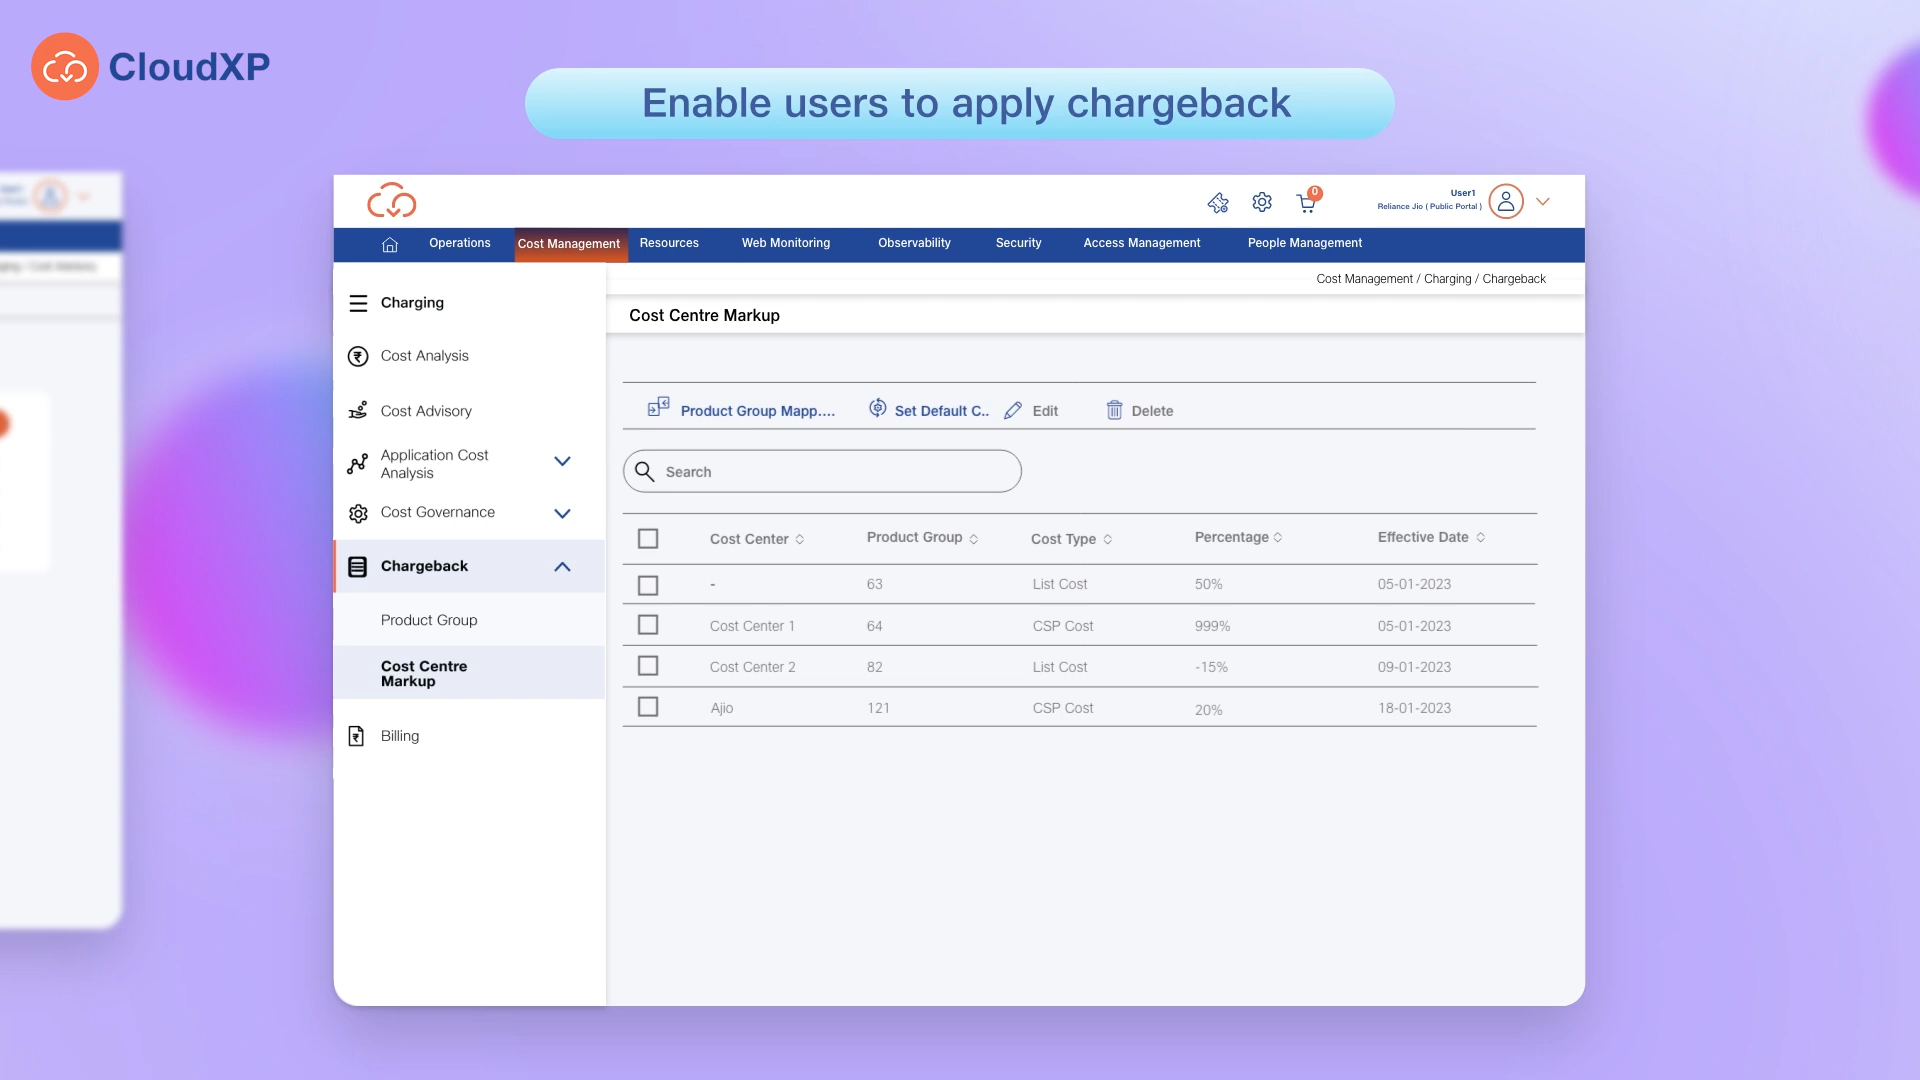 CloudXP
Enable users to apply chargeback
0
User1
Reliance Jio ( Public Portal )
Operations
Cost Management
Resources
Web Monitoring
Observability
Security
Access Management
People Management
Cost Management / Charging / Chargeback
Charging
Cost Analysis
Cost Advisory
Application Cost
Analysis
Cost Governance
Chargeback
Product Group
Cost Centre
Markup
Billing
Cost Centre Markup
Product Group Mapp.... Set Default C.. Edit Delete
Search
Cost Center Product Group Cost Type Percentage Effective Date
- 63 List Cost 50% 05-01-2023
Cost Center 1 64 CSP Cost 999% 05-01-2023
Cost Center 2 82 List Cost -15% 09-01-2023
Ajio 121 CSP Cost 20% 18-01-2023